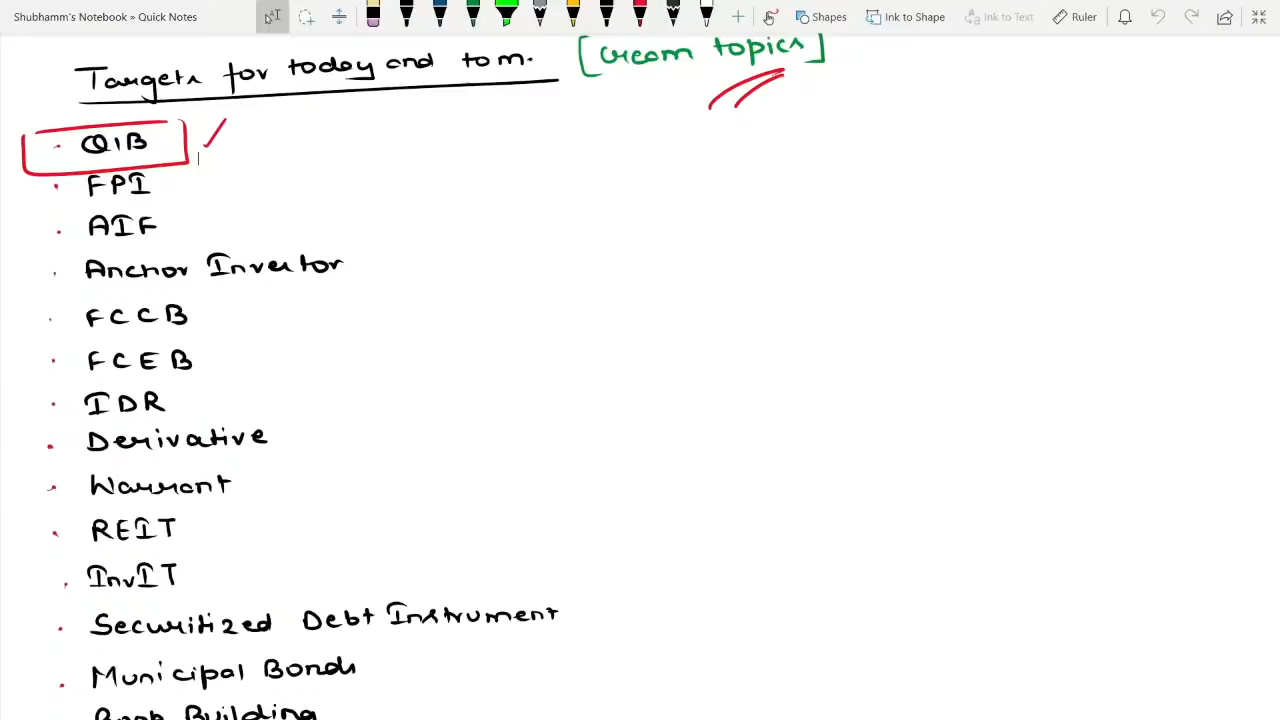 Shubhamm's Notebook » Quick Notes
Shapes
Ink to Shape
Ink to Text
Ruler
Targets for today and tom. [cream topics]
QIB
FPI
AIF
Anchor Investor
FCCB
FCEB
IDR
Derivative
Warrant
REIT
InvIT
Securitized Debt Instrument
Municipal Bonds
Book Building